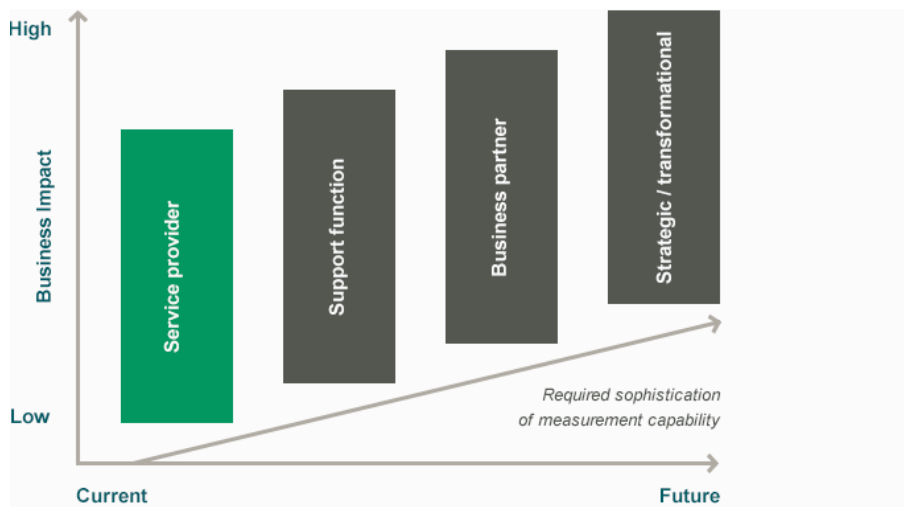 High
Business Impact
Low
Service provider
Support function
Business partner
Strategic / transformational
Required sophistication
of measurement capability
Current
Future